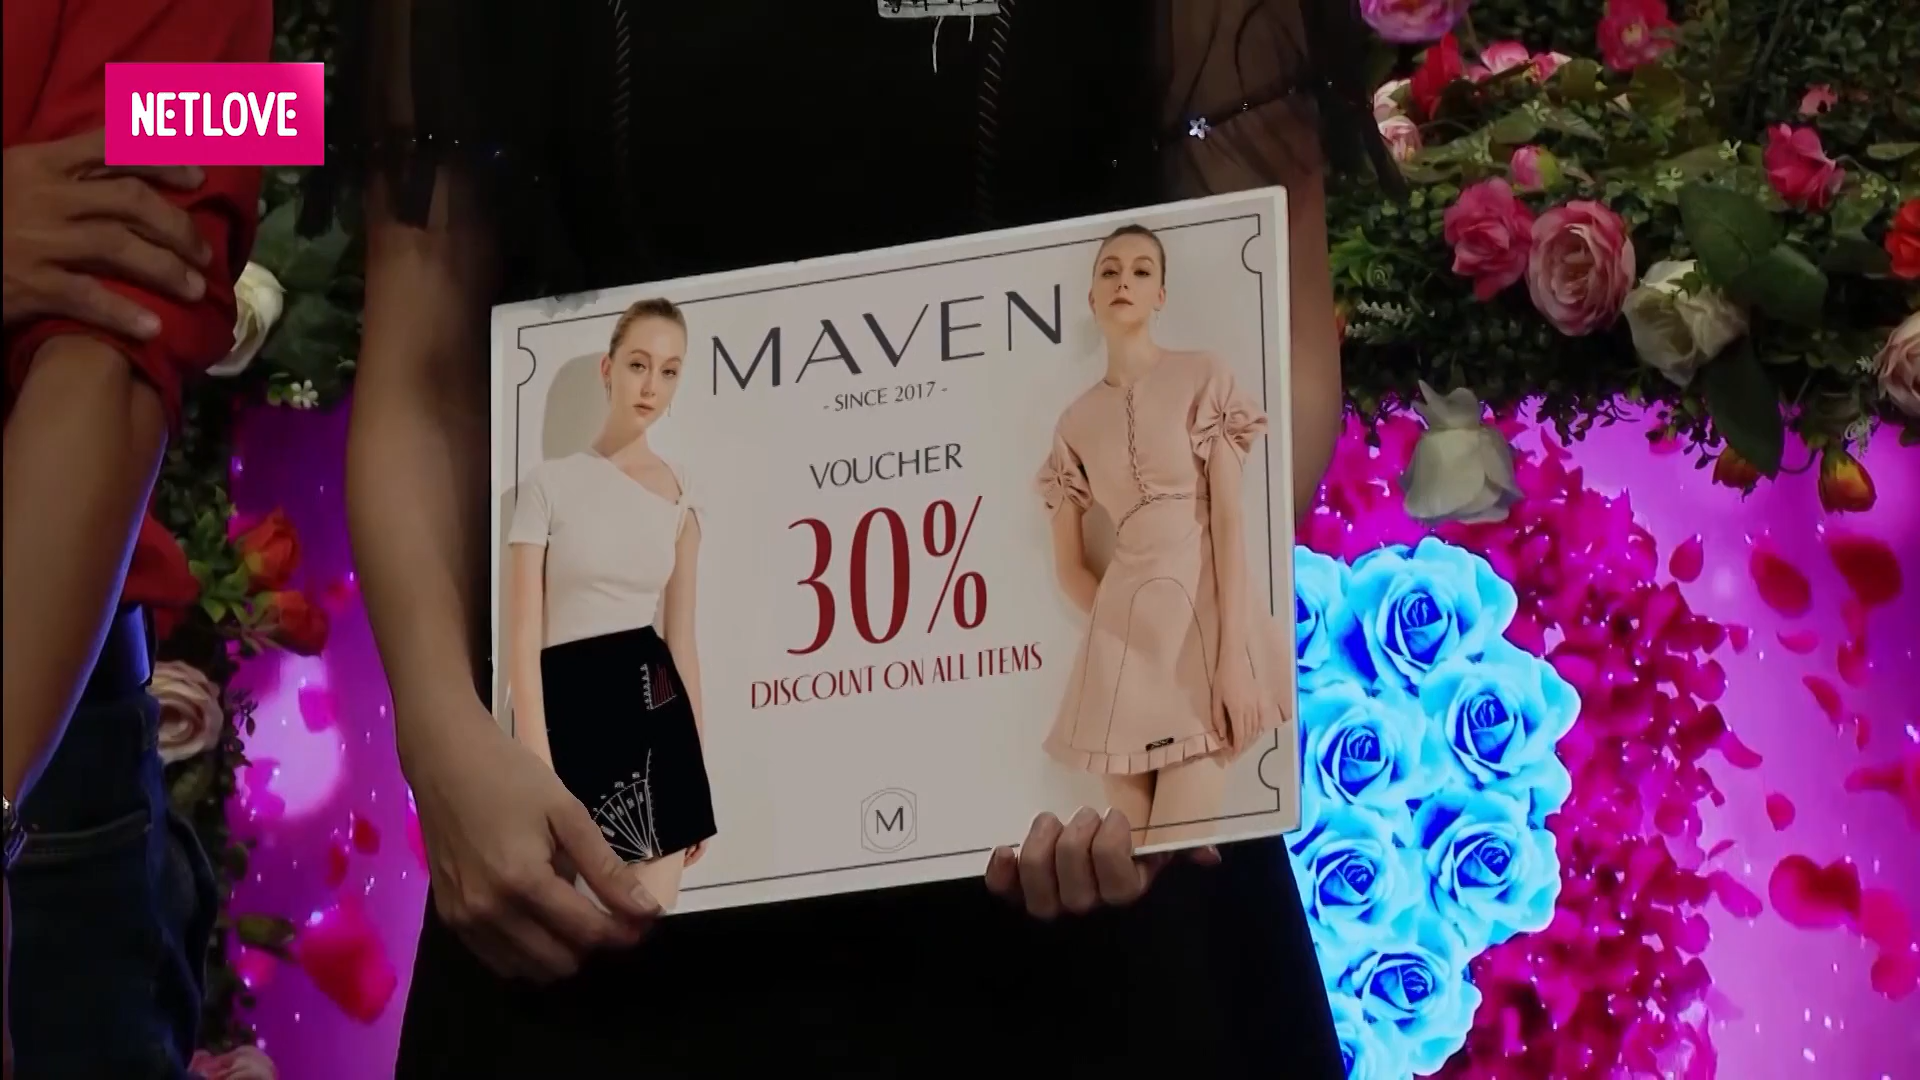 NETLOVE
MAVEN
- SINCE 2017 -
VOUCHER
30%
DISCOUNT ON ALL ITEMS
M